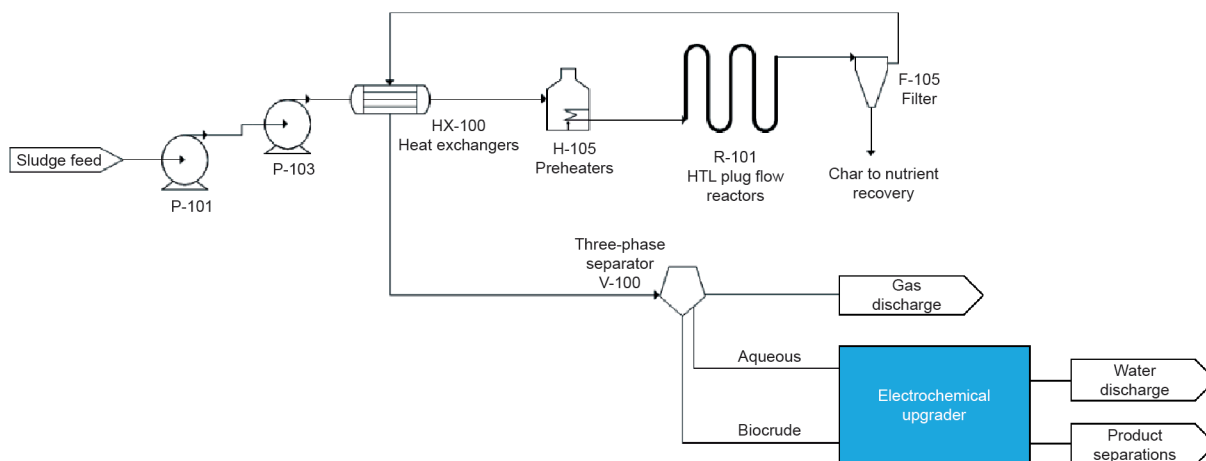 Sludge feed
P-101
P-103
HX-100
Heat exchangers
H-105
Preheaters
R-101
HTL plug flow
reactors
F-105
Filter
Char to nutrient
recovery
Three-phase
separator
V-100
Gas
discharge
Aqueous
Biocrude
Electrochemical
upgrader
Water
discharge
Product
separations